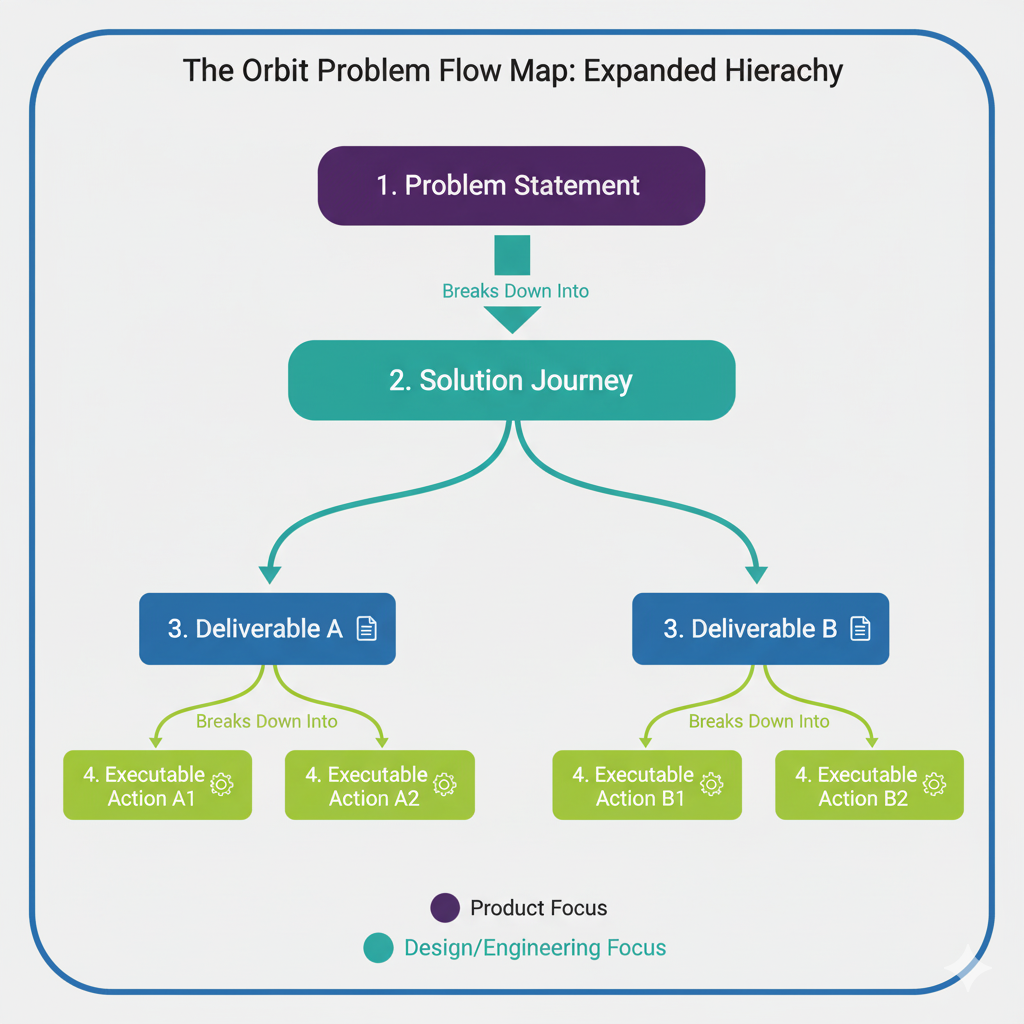 The Orbit Problem Flow Map: Expanded Hierachy
1. Problem Statement
Breaks Down Into
2. Solution Journey
3. Deliverable A
3. Deliverable B
Breaks Down Into
Breaks Down Into
4. Executable
Action A1
4. Executable
Action A2
4. Executable
Action B1
4. Executable
Action B2
Product Focus
Design/Engineering Focus